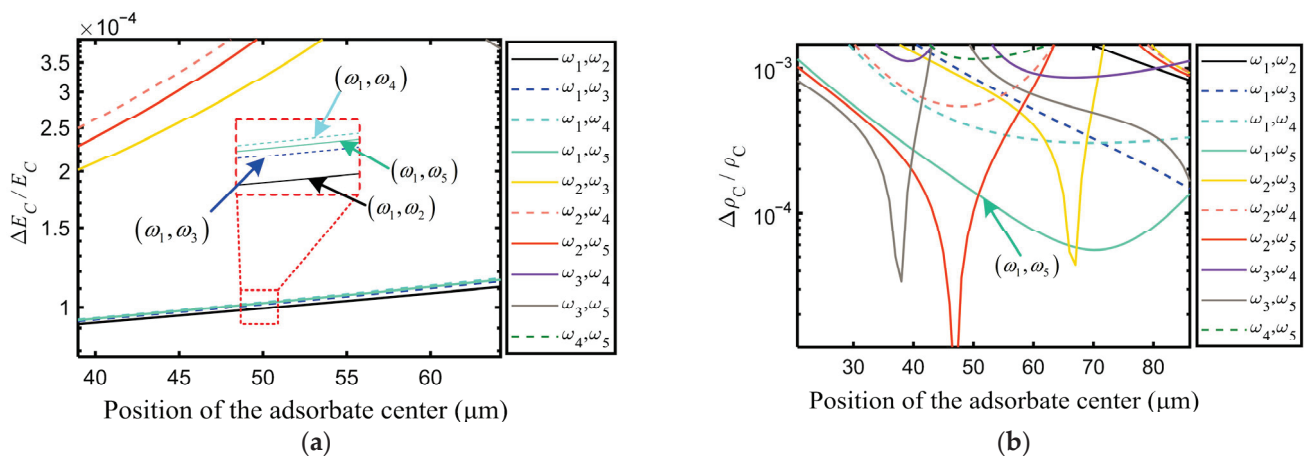 ×10⁻⁴
3.5
3
2.5
2
1.5
1
ΔE_C / E_C
40 45 50 55 60
Position of the adsorbate center (μm)
(a)
(ω₁,ω₄)
(ω₁,ω₅)
(ω₁,ω₂)
(ω₁,ω₃)
ω₁,ω₂
ω₁,ω₃
ω₁,ω₄
ω₁,ω₅
ω₂,ω₃
ω₂,ω₄
ω₂,ω₅
ω₃,ω₄
ω₃,ω₅
ω₄,ω₅
10⁻³
10⁻⁴
Δρ_C / ρ_C
(ω₁,ω₅)
30 40 50 60 70 80
Position of the adsorbate center (μm)
(b)
ω₁,ω₂
ω₁,ω₃
ω₁,ω₄
ω₁,ω₅
ω₂,ω₃
ω₂,ω₄
ω₂,ω₅
ω₃,ω₄
ω₃,ω₅
ω₄,ω₅